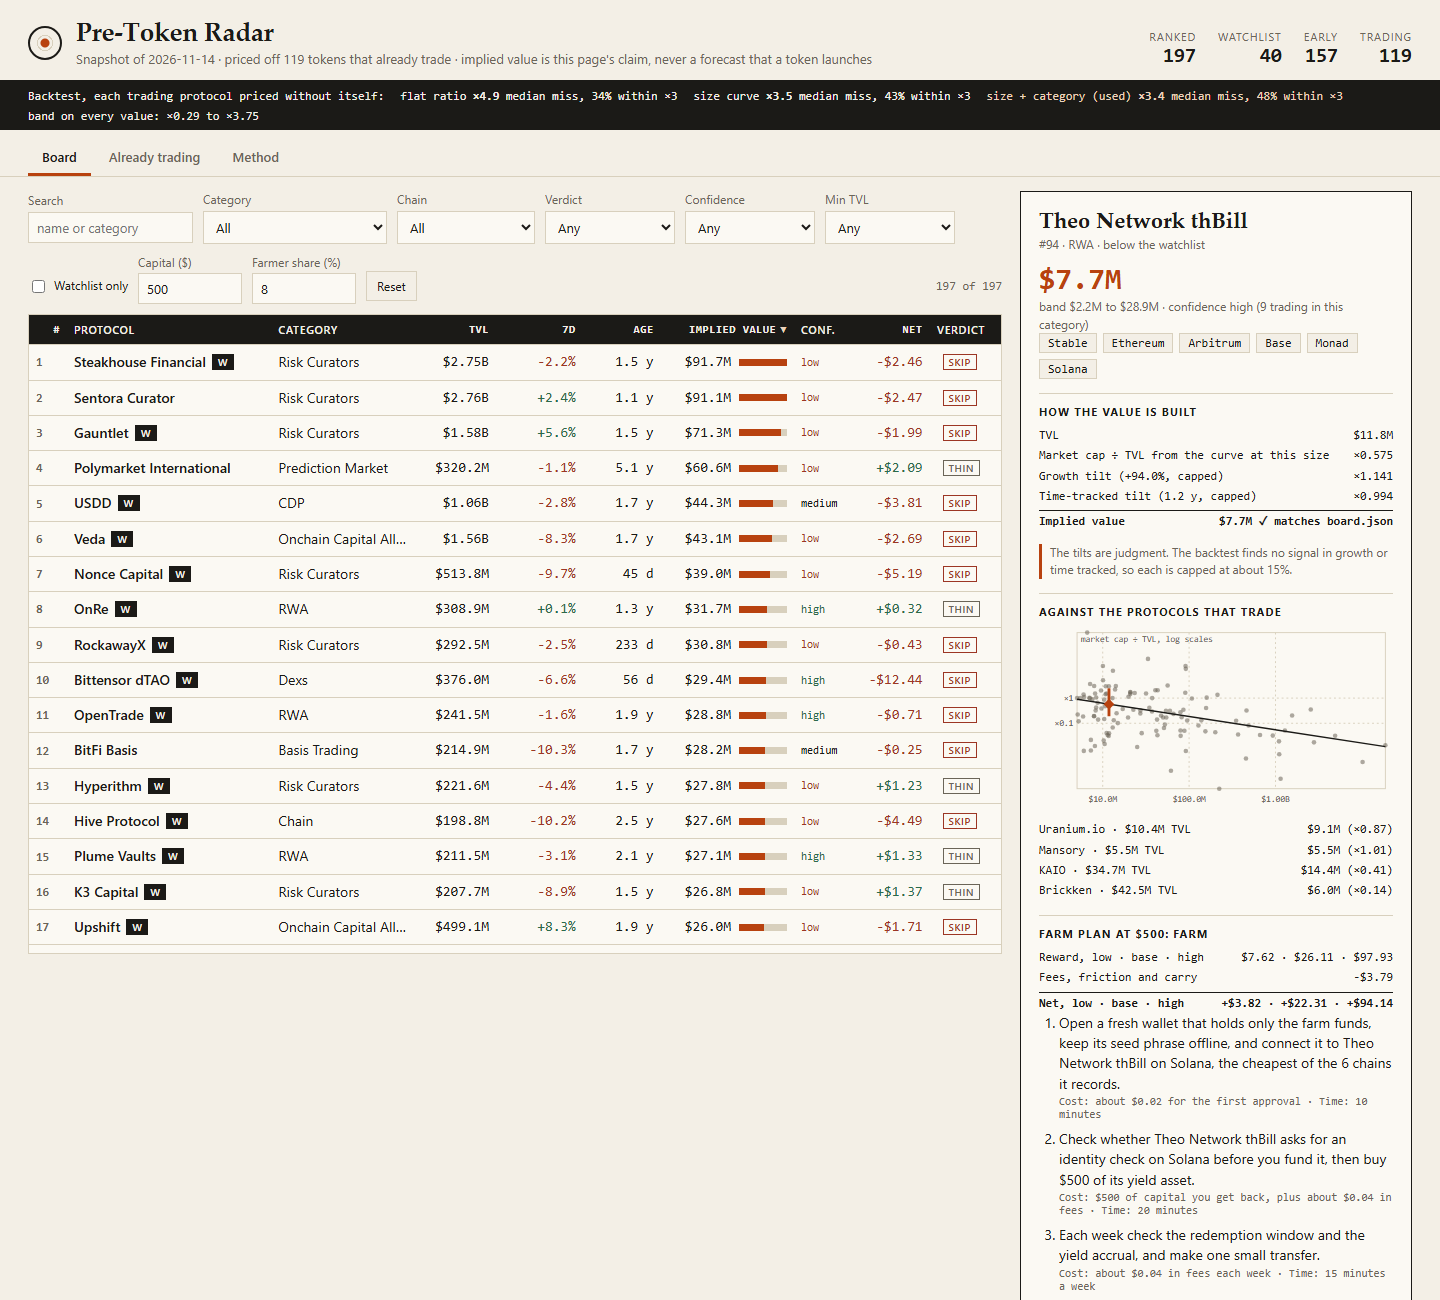 Pre-Token Radar
Snapshot of 2026-11-14 · priced off 119 tokens that already trade · implied value is this page's claim, never a forecast that a token launches
RANKED WATCHLIST EARLY TRADING
197 40 157 119
Backtest, each trading protocol priced without itself: flat ratio ×4.9 median miss, 34% within ×3 size curve ×3.5 median miss, 43% within ×3 size + category (used) ×3.4 median miss, 48% within ×3
band on every value: ×0.29 to ×3.75
Board Already trading Method
Search Category Chain Verdict Confidence Min TVL
name or category All All Any Any Any
Capital ($) Farmer share (%)
Watchlist only 500 8 Reset 197 of 197
# PROTOCOL CATEGORY TVL 7D AGE IMPLIED VALUE ▼ CONF. NET VERDICT
1 Steakhouse Financial W Risk Curators $2.75B -2.2% 1.5 y $91.7M low -$2.46 SKIP
2 Sentora Curator Risk Curators $2.76B +2.4% 1.1 y $91.1M low -$2.47 SKIP
3 Gauntlet W Risk Curators $1.58B +5.6% 1.5 y $71.3M low -$1.99 SKIP
4 Polymarket International Prediction Market $320.2M -1.1% 5.1 y $60.6M low +$2.09 THIN
5 USDD W CDP $1.06B -2.8% 1.7 y $44.3M medium -$3.81 SKIP
6 Veda W Onchain Capital All... $1.56B -8.3% 1.7 y $43.1M low -$2.69 SKIP
7 Nonce Capital W Risk Curators $513.8M -9.7% 45 d $39.0M low -$5.19 SKIP
8 OnRe W RWA $308.9M +0.1% 1.3 y $31.7M high +$0.32 THIN
9 RockawayX W Risk Curators $292.5M -2.5% 233 d $30.8M low -$0.43 SKIP
10 Bittensor dTAO W Dexs $376.0M -6.6% 56 d $29.4M high -$12.44 SKIP
11 OpenTrade W RWA $241.5M -1.6% 1.9 y $28.8M high -$0.71 SKIP
12 BitFi Basis Basis Trading $214.9M -10.3% 1.7 y $28.2M medium -$0.25 SKIP
13 Hyperithm W Risk Curators $221.6M -4.4% 1.5 y $27.8M low +$1.23 THIN
14 Hive Protocol W Chain $198.8M -10.2% 2.5 y $27.6M low -$4.49 SKIP
15 Plume Vaults W RWA $211.5M -3.1% 2.1 y $27.1M high +$1.33 THIN
16 K3 Capital W Risk Curators $207.7M -8.9% 1.5 y $26.8M low +$1.37 THIN
17 Upshift W Onchain Capital All... $499.1M +8.3% 1.9 y $26.0M low -$1.71 SKIP
Theo Network thBill
#94 · RWA · below the watchlist
$7.7M
band $2.2M to $28.9M · confidence high (9 trading in this
category)
Stable Ethereum Arbitrum Base Monad
Solana
HOW THE VALUE IS BUILT
TVL $11.8M
Market cap ÷ TVL from the curve at this size ×0.575
Growth tilt (+94.0%, capped) ×1.141
Time-tracked tilt (1.2 y, capped) ×0.994
Implied value $7.7M ✓ matches board.json
The tilts are judgment. The backtest finds no signal in growth or
time tracked, so each is capped at about 15%.
AGAINST THE PROTOCOLS THAT TRADE
market cap ÷ TVL, log scales
×1
×0.1
$10.0M $100.0M $1.00B
Uranium.io · $10.4M TVL $9.1M (×0.87)
Mansory · $5.5M TVL $5.5M (×1.01)
KAIO · $34.7M TVL $14.4M (×0.41)
Brickken · $42.5M TVL $6.0M (×0.14)
FARM PLAN AT $500: FARM
Reward, low · base · high $7.62 · $26.11 · $97.93
Fees, friction and carry -$3.79
Net, low · base · high +$3.82 · +$22.31 · +$94.14
1. Open a fresh wallet that holds only the farm funds,
keep its seed phrase offline, and connect it to Theo
Network thBill on Solana, the cheapest of the 6 chains
it records.
Cost: about $0.02 for the first approval · Time: 10
minutes
2. Check whether Theo Network thBill asks for an
identity check on Solana before you fund it, then buy
$500 of its yield asset.
Cost: $500 of capital you get back, plus about $0.04 in
fees · Time: 20 minutes
3. Each week check the redemption window and the
yield accrual, and make one small transfer.
Cost: about $0.04 in fees each week · Time: 15 minutes
a week